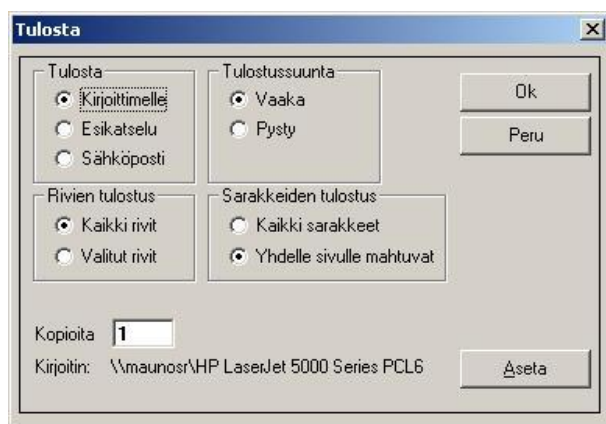 Tulosta
Tulosta
Kirjoittimelle
Esikatselu
Sähköposti
Tulostussuunta
Vaaka
Pysty
Ok
Peru
Rivien tulostus
Kaikki rivit
Valitut rivit
Sarakkeiden tulostus
Kaikki sarakkeet
Yhdelle sivulle mahtuvat
Kopioita 1
Kirjoitin: \\maunosr\HP LaserJet 5000 Series PCL6
Aseta